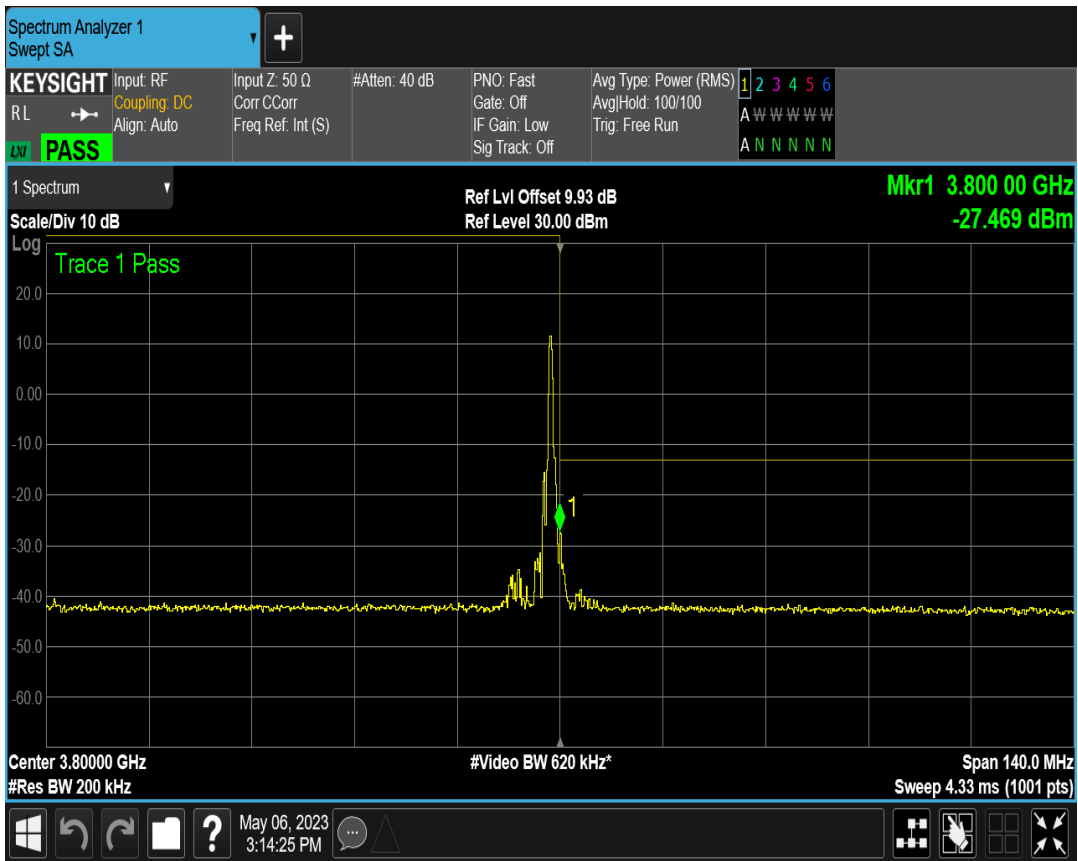 Spectrum Analyzer 1
Swept SA
+
KEYSIGHT
RL
LXI PASS
Input: RF
Coupling: DC
Align: Auto
Input Z: 50 Ω
Corr CCorr
Freq Ref: Int (S)
#Atten: 40 dB
PNO: Fast
Gate: Off
IF Gain: Low
Sig Track: Off
Avg Type: Power (RMS)
Avg|Hold: 100/100
Trig: Free Run
1 2 3 4 5 6
A W W W W W
A N N N N N
1 Spectrum
Scale/Div 10 dB
Ref Lvl Offset 9.93 dB
Ref Level 30.00 dBm
Mkr1 3.800 00 GHz
-27.469 dBm
Log
Trace 1 Pass
20.0
10.0
0.00
-10.0
-20.0
1
-30.0
-40.0
-50.0
-60.0
Center 3.80000 GHz
#Video BW 620 kHz*
Span 140.0 MHz
#Res BW 200 kHz
Sweep 4.33 ms (1001 pts)
?
May 06, 2023
3:14:25 PM